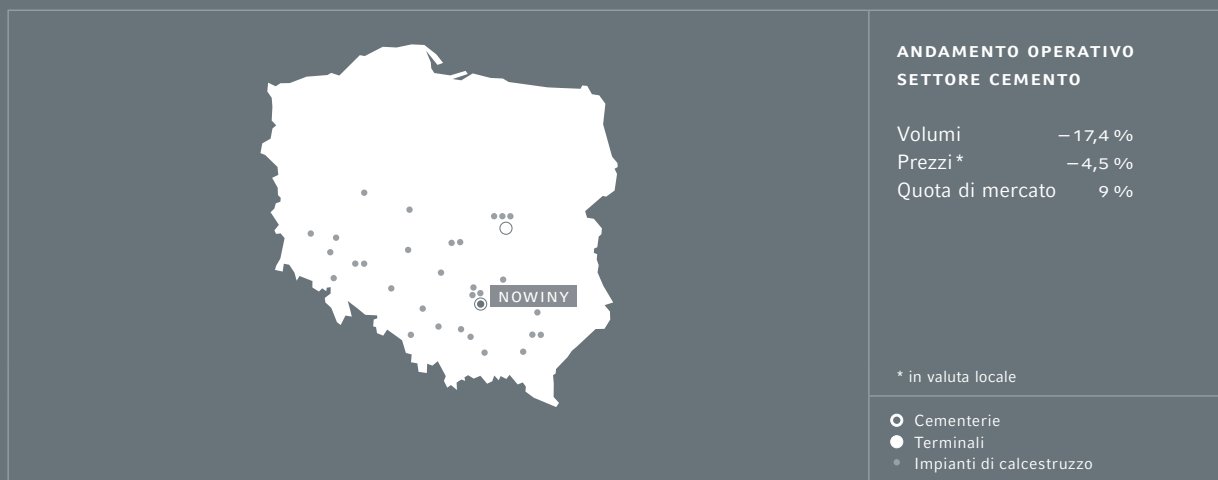 NOWINY
ANDAMENTO OPERATIVO
SETTORE CEMENTO
Volumi −17,4 %
Prezzi* −4,5 %
Quota di mercato 9 %
* in valuta locale
Cementerie
Terminali
Impianti di calcestruzzo